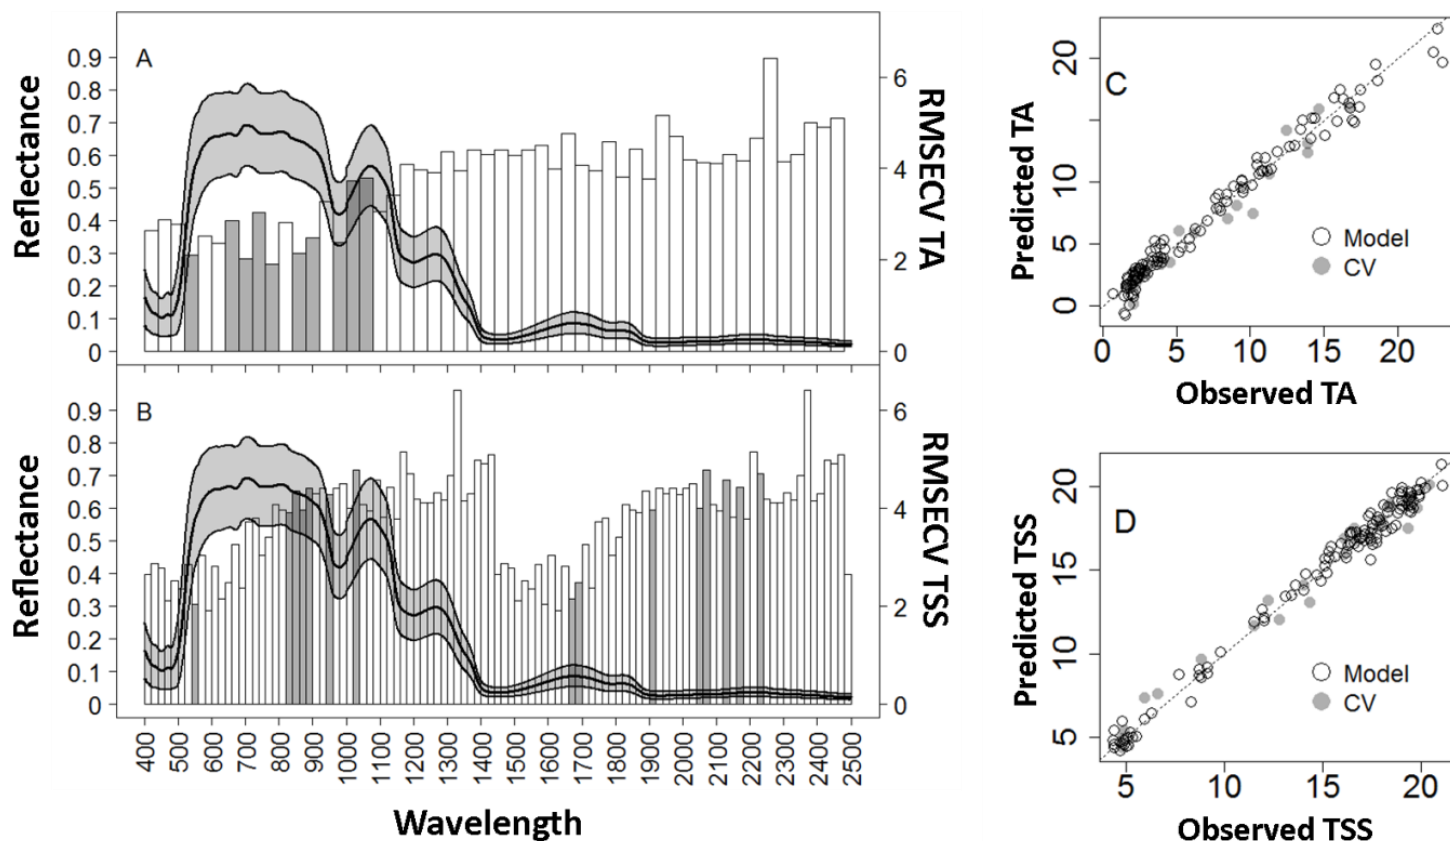 A
Reflectance
0.9
0.8
0.7
0.6
0.5
0.4
0.3
0.2
0.1
0
6
4
2
0
RMSECV TA
B
Reflectance
0.9
0.8
0.7
0.6
0.5
0.4
0.3
0.2
0.1
0
6
4
2
0
RMSECV TSS
400 500 600 700 800 900 1000 1100 1200 1300 1400 1500 1600 1700 1800 1900 2000 2100 2200 2300 2400 2500
Wavelength
C
Predicted TA
20
10
5
0
Model
CV
0 5 10 15 20
Observed TA
D
Predicted TSS
20
15
10
5
Model
CV
5 10 15 20
Observed TSS